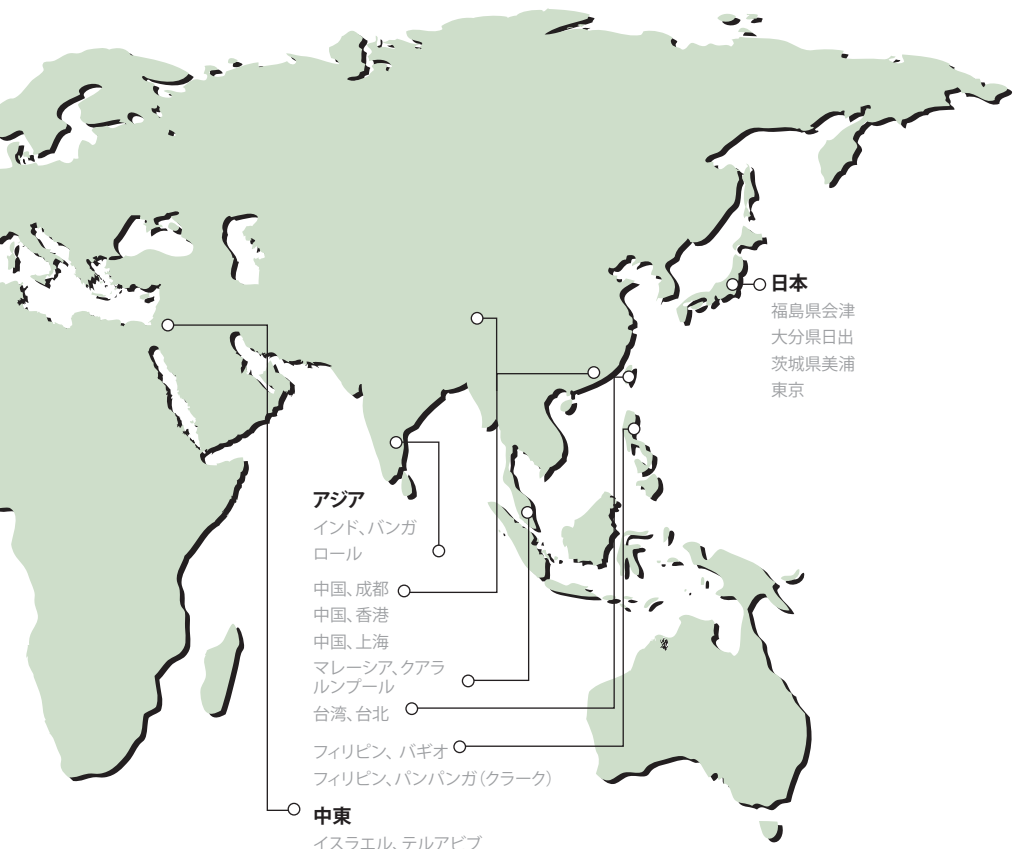 日本
福島県会津
大分県日出
茨城県美浦
東京
アジア
インド、バンガ
ロール
中国、成都
中国、香港
中国、上海
マレーシア、クアラ
ルンプール
台湾、台北
フィリピン、バギオ
フィリピン、パンパンガ（クラーク）
中東
イスラエル、テルアビブ